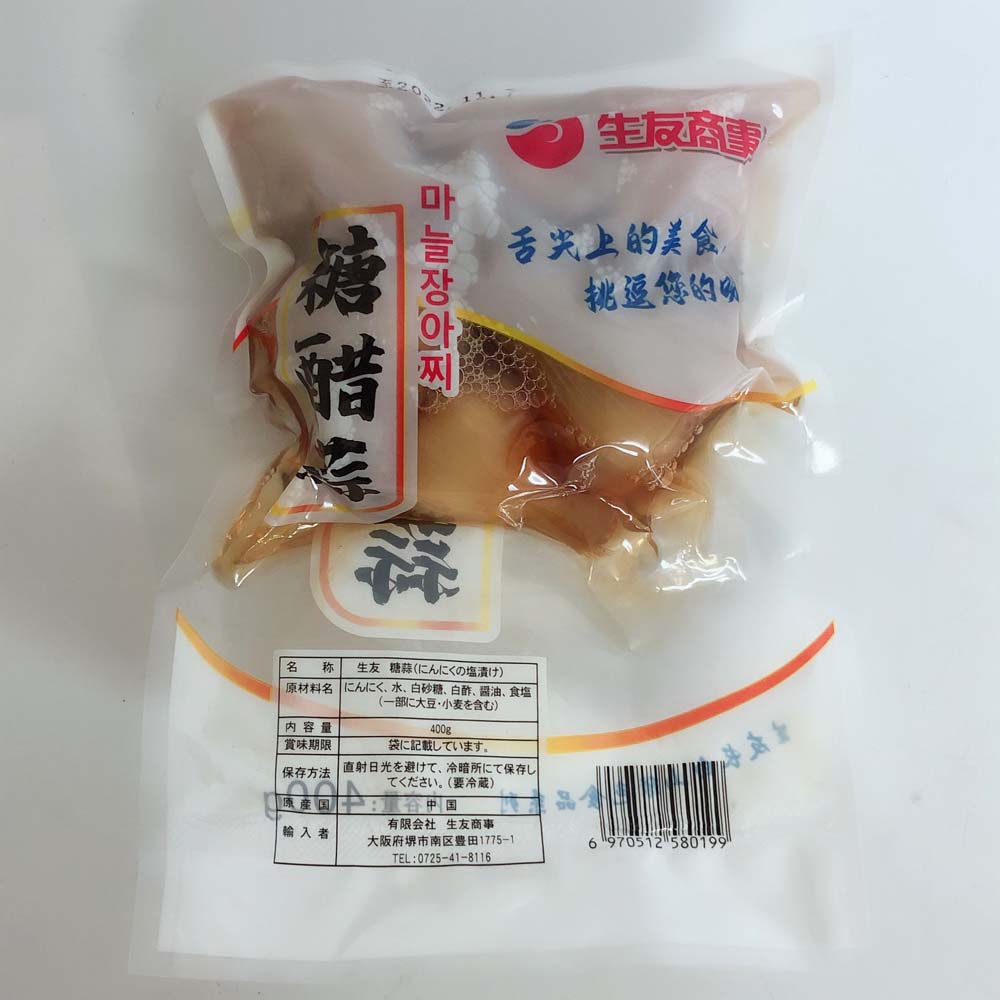 生友商事
마늘장아찌
糖醋蒜
舌尖上的美食
挑逗您的
蒜
名 称 生友 糖蒜(にんにくの塩漬け)
原材料名 にんにく、水、白砂糖、白酢、醤油、食塩
(一部に大豆・小麦を含む)
内容量 400g
賞味期限 袋に記載しています。
保存方法 直射日光を避けて、冷暗所にて保存し
てください。(要冷蔵)
原産国 中国
輸入者 有限会社 生友商事
大阪府堺市南区豊田1775-1
TEL:0725-41-8116
内容量:400g
6 970512 580199